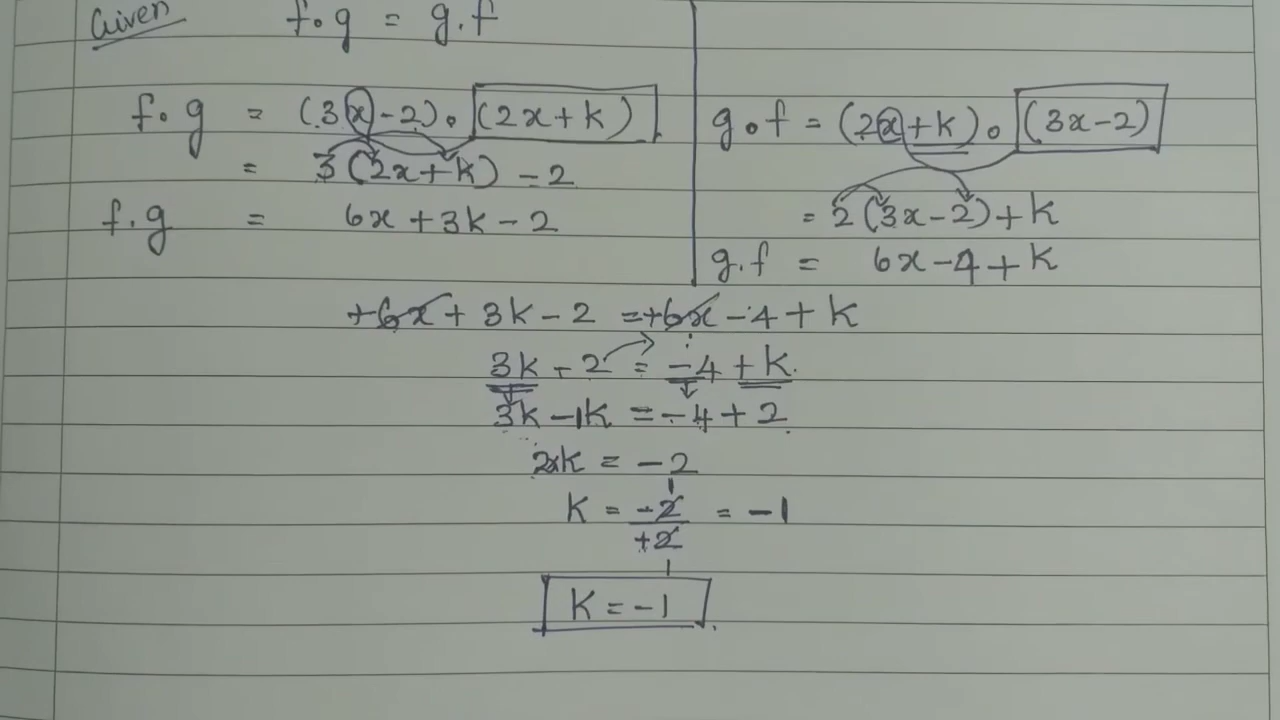 Given f∘g = g.f
f∘g = (3x-2)∘(2x+k)
= 3(2x+k) -2
f.g = 6x+3k-2
g∘f = (2x+k)∘(3x-2)
= 2(3x-2)+k
g.f = 6x-4+k
+6x+3k-2 =+6x-4+k
3k-2 = -4+k.
3k-1k = -4+2
2k = -2
K = -2/+2 = -1
K = -1